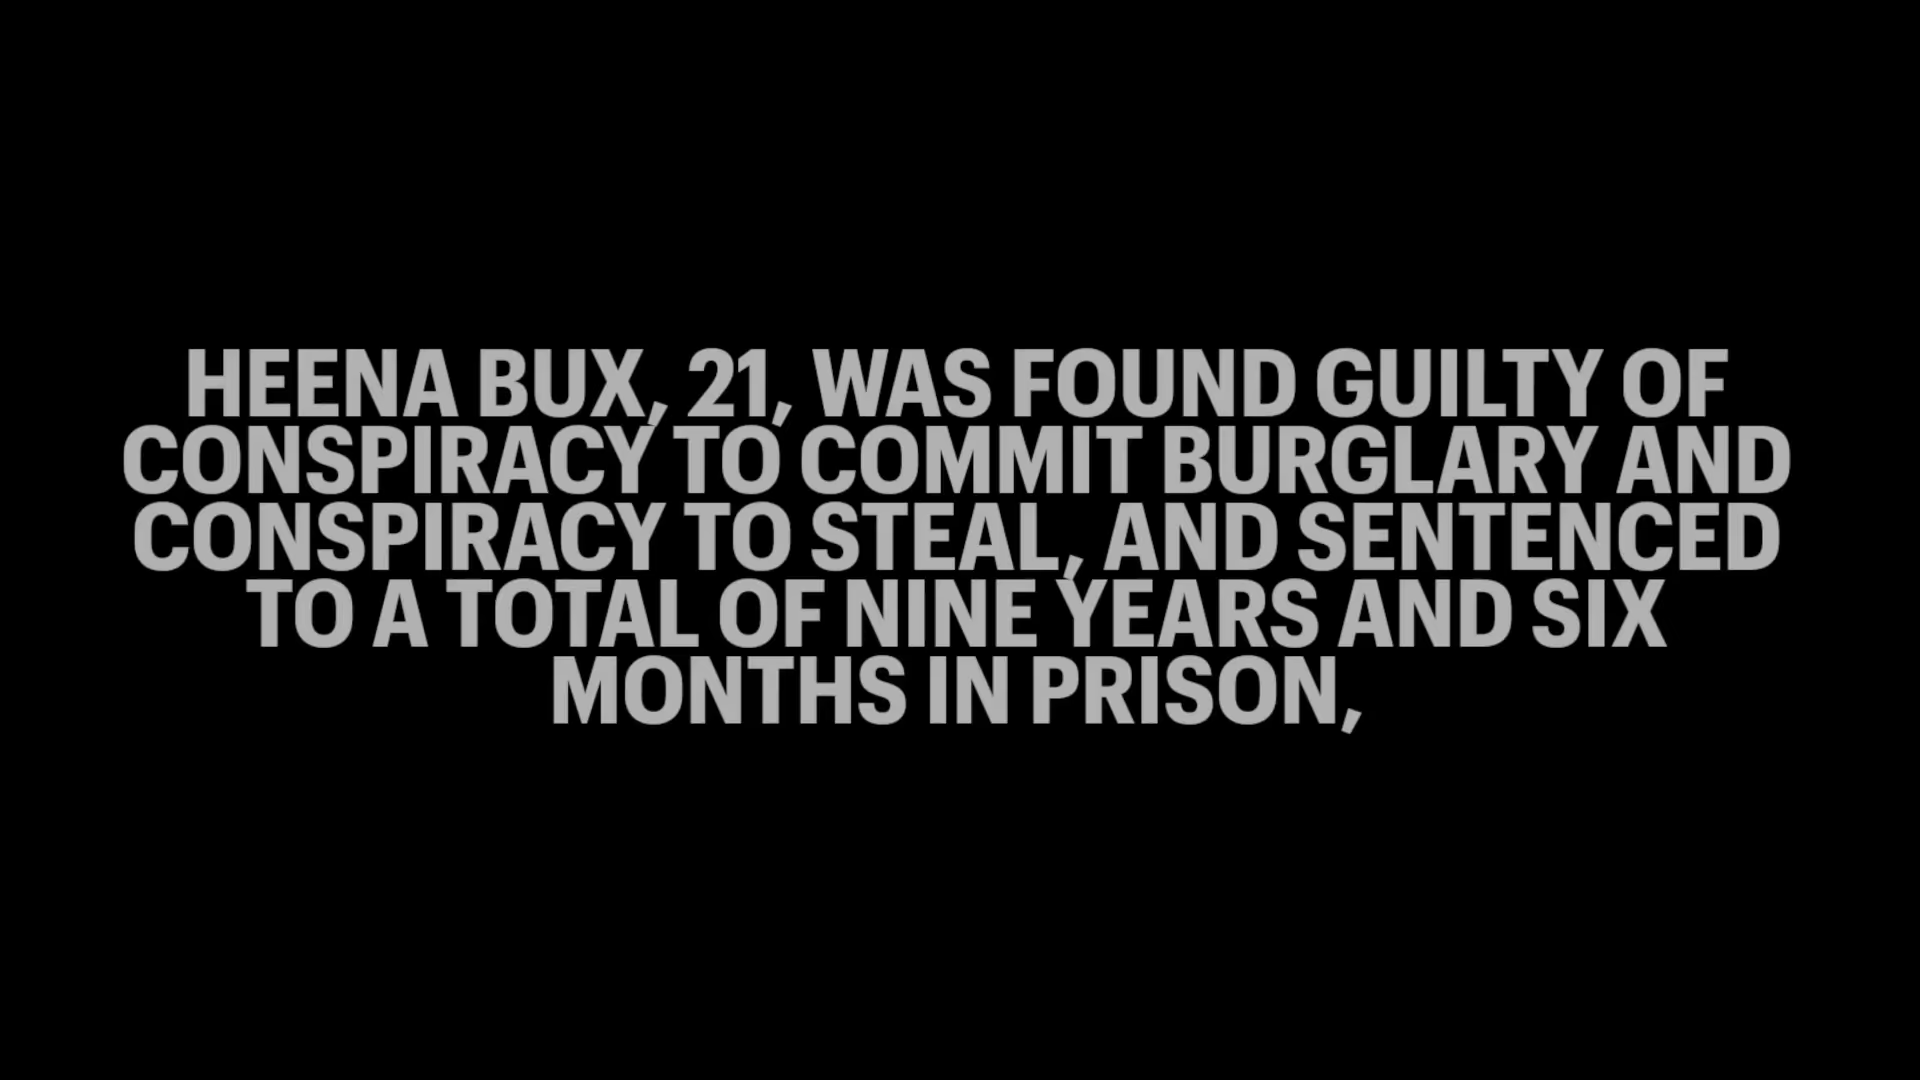 HEENA BUX, 21, WAS FOUND GUILTY OF
CONSPIRACY TO COMMIT BURGLARY AND
CONSPIRACY TO STEAL, AND SENTENCED
TO A TOTAL OF NINE YEARS AND SIX
MONTHS IN PRISON,